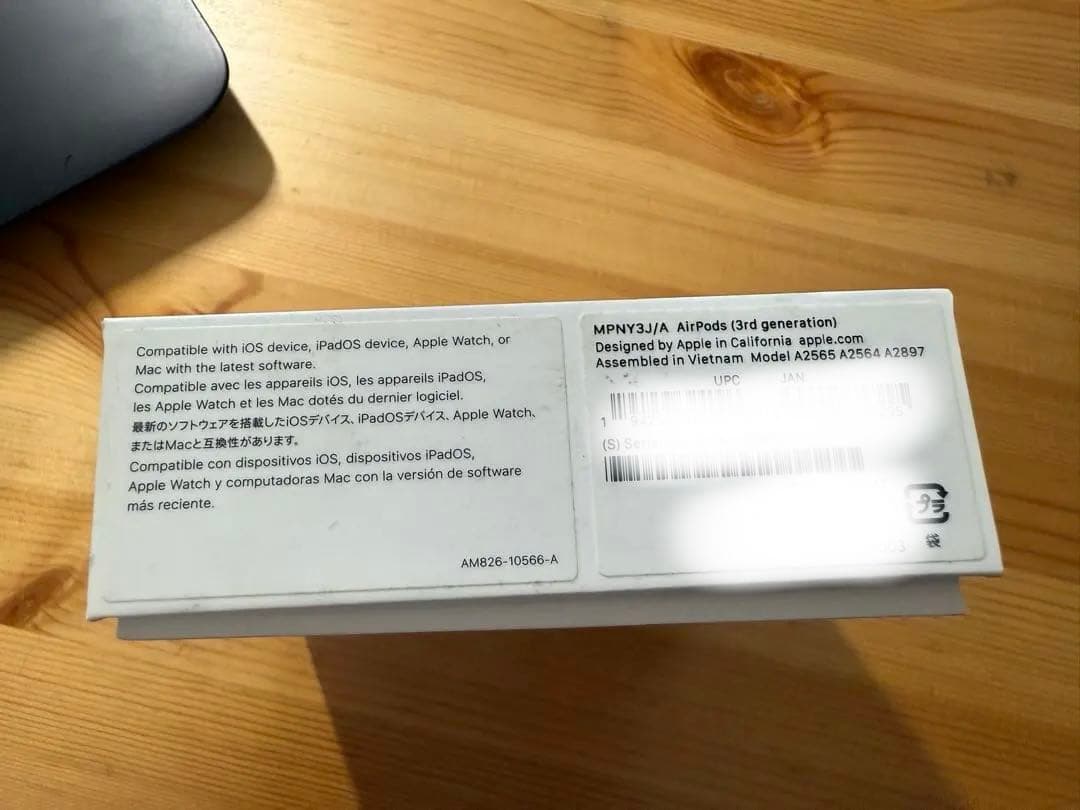 Compatible with iOS device, iPadOS device, Apple Watch, or
Mac with the latest software.
Compatible avec les appareils iOS, les appareils iPadOS,
les Apple Watch et les Mac dotés du dernier logiciel.
最新のソフトウェアを搭載したiOSデバイス、iPadOSデバイス、Apple Watch、
またはMacと互換性があります。
Compatible con dispositivos iOS, dispositivos iPadOS,
Apple Watch y computadoras Mac con la versión de software
más reciente.
AM826-10566-A
MPNY3J/A AirPods (3rd generation)
Designed by Apple in California apple.com
Assembled in Vietnam Model A2565 A2564 A2897
UPC JAN
(S)
プラ
袋